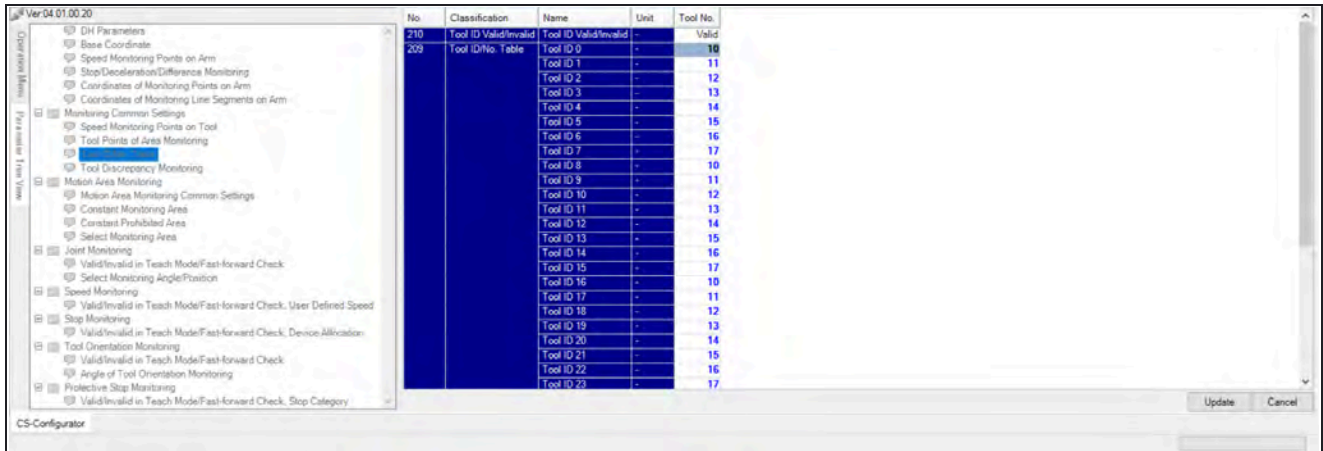 Ver:04.01.00.20
Operation Menu
Parameter Tree View
DH Parameters
Base Coordinate
Speed Monitoring Points on Arm
Stop/Deceleration/Difference Monitoring
Coordinates of Monitoring Points on Arm
Coordinates of Monitoring Line Segments on Arm
Monitoring Common Settings
Speed Monitoring Points on Tool
Tool Points of Area Monitoring
Tool Discrepancy Monitoring
Motion Area Monitoring
Motion Area Monitoring Common Settings
Constant Monitoring Area
Constant Prohibited Area
Select Monitoring Area
Joint Monitoring
Valid/Invalid in Teach Mode/Fast-forward Check
Select Monitoring Angle/Position
Speed Monitoring
Valid/Invalid in Teach Mode/Fast-forward Check, User Defined Speed
Stop Monitoring
Valid/Invalid in Teach Mode/Fast-forward Check, Device Allocation
Tool Orientation Monitoring
Valid/Invalid in Teach Mode/Fast-forward Check
Angle of Tool Orientation Monitoring
Protective Stop Monitoring
Valid/Invalid in Teach Mode/Fast-forward Check, Stop Category
No. Classification Name Unit Tool No.
210 Tool ID Valid/Invalid Tool ID Valid/Invalid - Valid
209 Tool ID/No. Table Tool ID 0 - 10
Tool ID 1 - 11
Tool ID 2 - 12
Tool ID 3 - 13
Tool ID 4 - 14
Tool ID 5 - 15
Tool ID 6 - 16
Tool ID 7 - 17
Tool ID 8 - 10
Tool ID 9 - 11
Tool ID 10 - 12
Tool ID 11 - 13
Tool ID 12 - 14
Tool ID 13 - 15
Tool ID 14 - 16
Tool ID 15 - 17
Tool ID 16 - 10
Tool ID 17 - 11
Tool ID 18 - 12
Tool ID 19 - 13
Tool ID 20 - 14
Tool ID 21 - 15
Tool ID 22 - 16
Tool ID 23 - 17
Update Cancel
CS-Configurator